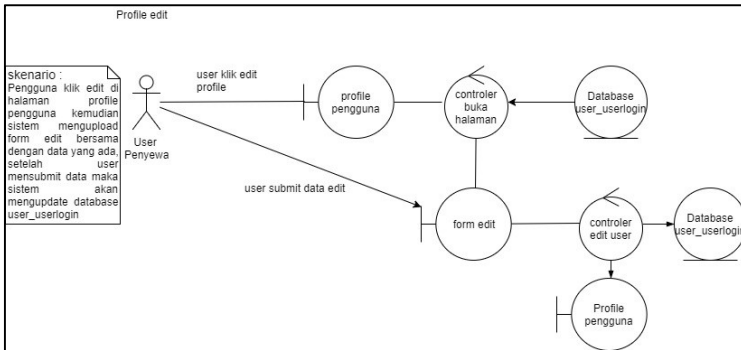 Profile edit
skenario :
Pengguna klik edit di
halaman profile
pengguna kemudian
sistem mengupload
form edit bersama
dengan data yang ada,
setelah user
mensubmit data maka
sistem akan
mengupdate database
user_userlogin
User
Penyewa
user klik edit
profile
profile
pengguna
controler
buka
halaman
Database
user_userlogin
user submit data edit
form edit
controler
edit user
Database
user_userlogin
Profile
pengguna